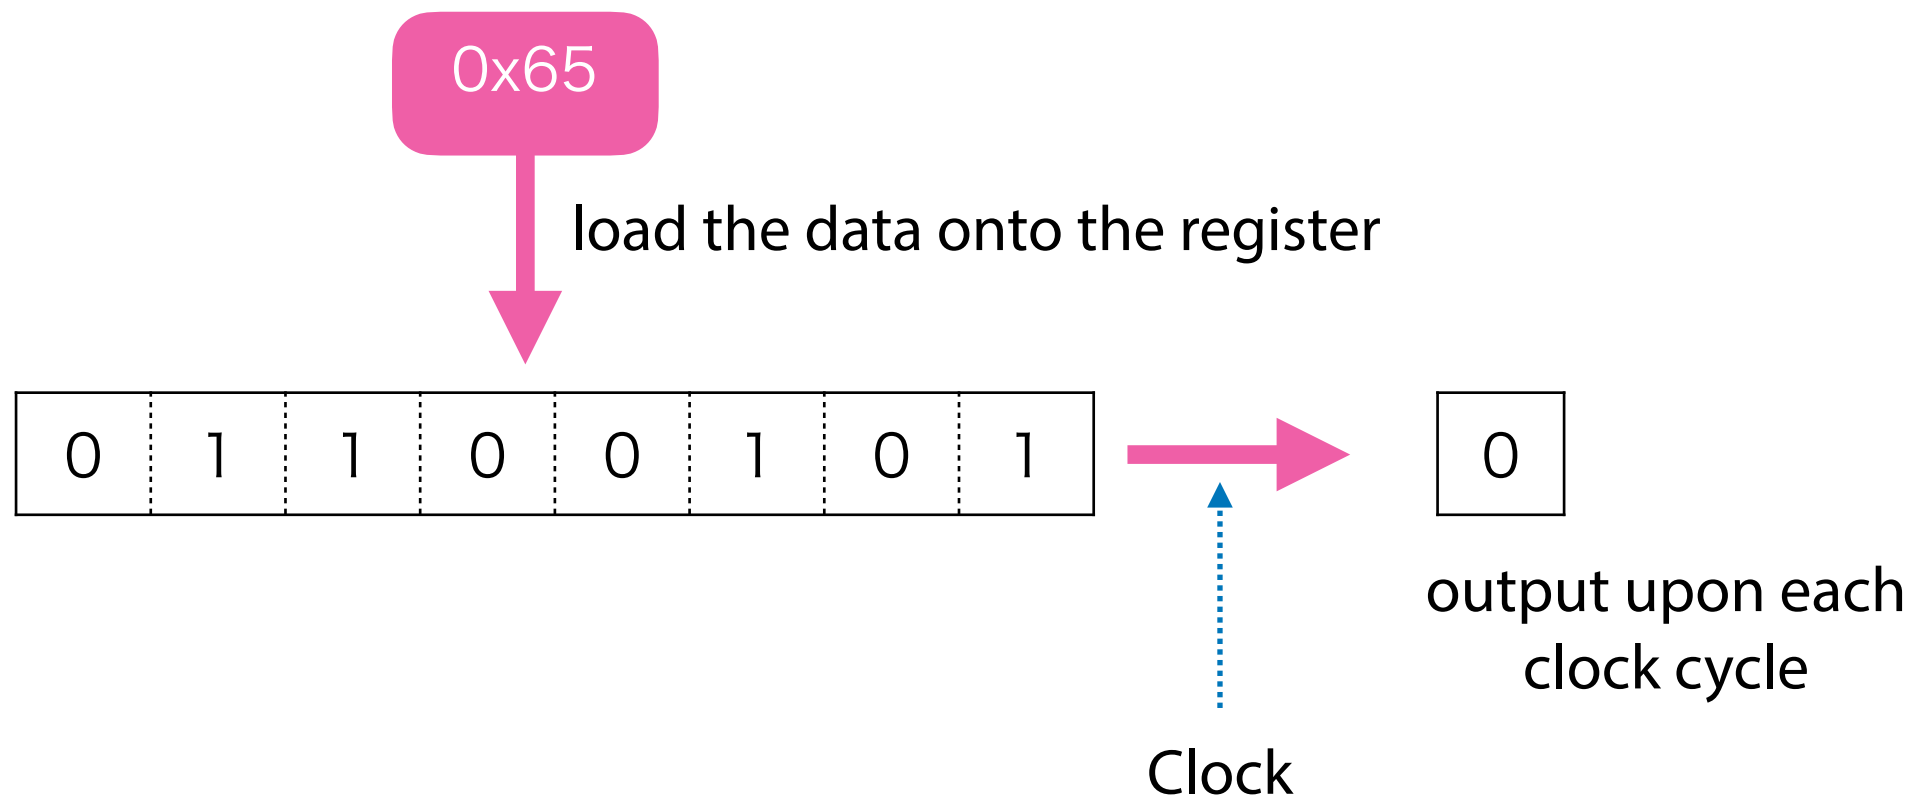 0x65
load the data onto the register
0 1 1 0 0 1 0 1 0
output upon each
clock cycle
Clock